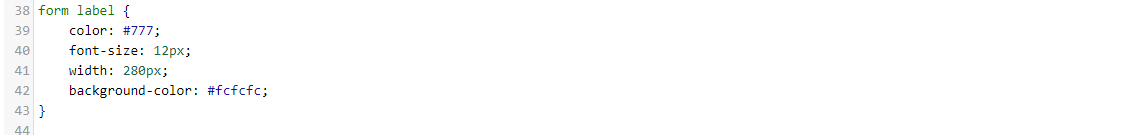 38 form label {
39     color: #777;
40     font-size: 12px;
41     width: 280px;
42     background-color: #fcfcfc;
43 }
44